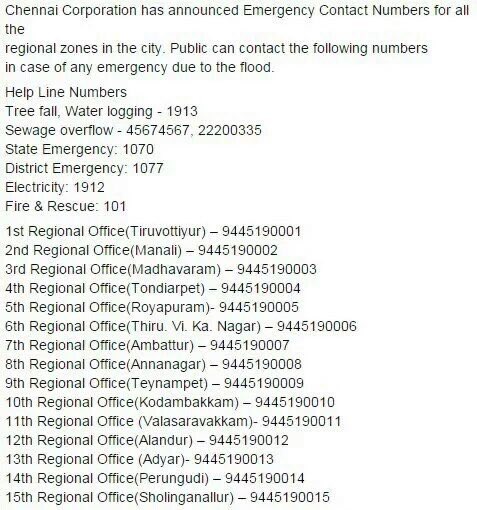 Chennai Corporation has announced Emergency Contact Numbers for all
the
regional zones in the city. Public can contact the following numbers
in case of any emergency due to the flood.
Help Line Numbers
Tree fall, Water logging - 1913
Sewage overflow - 45674567, 22200335
State Emergency: 1070
District Emergency: 1077
Electricity: 1912
Fire & Rescue: 101
1st Regional Office(Tiruvottiyur) – 9445190001
2nd Regional Office(Manali) – 9445190002
3rd Regional Office(Madhavaram) – 9445190003
4th Regional Office(Tondiarpet) – 9445190004
5th Regional Office(Royapuram)- 9445190005
6th Regional Office(Thiru. Vi. Ka. Nagar) – 9445190006
7th Regional Office(Ambattur) – 9445190007
8th Regional Office(Annanagar) – 9445190008
9th Regional Office(Teynampet) – 9445190009
10th Regional Office(Kodambakkam) – 9445190010
11th Regional Office (Valasaravakkam)- 9445190011
12th Regional Office(Alandur) – 9445190012
13th Regional Office (Adyar)- 9445190013
14th Regional Office(Perungudi) – 9445190014
15th Regional Office(Sholinganallur) – 9445190015